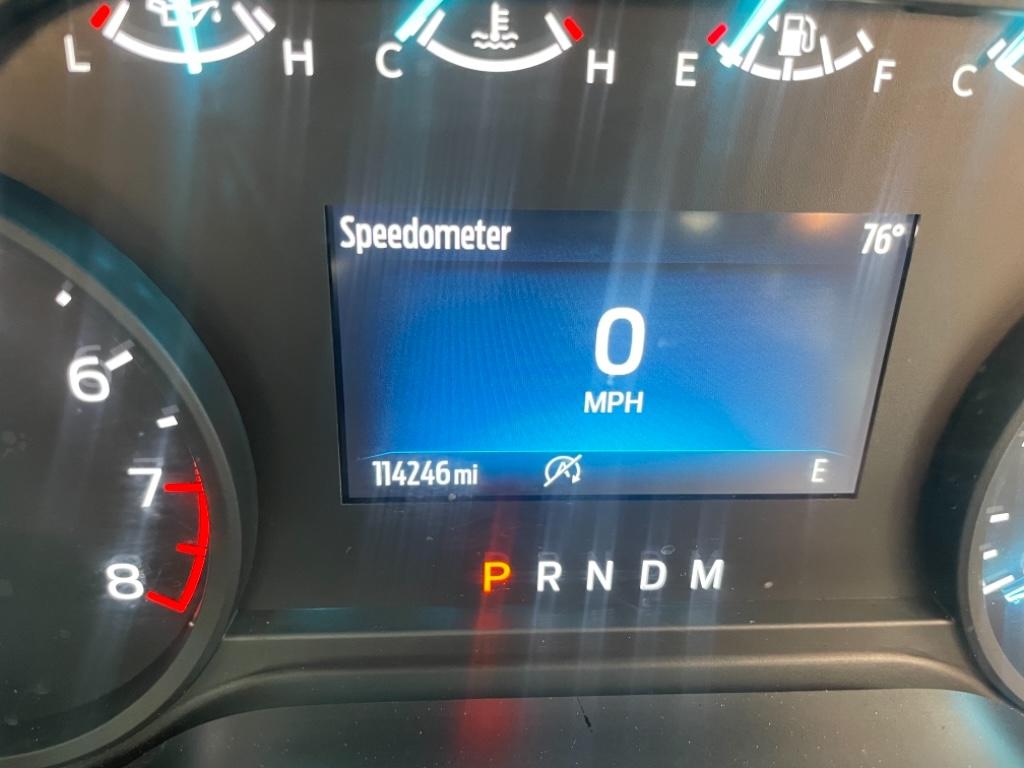 L H C H E F C
Speedometer 76°
0
MPH
114246 mi A E
6
7
8
P R N D M